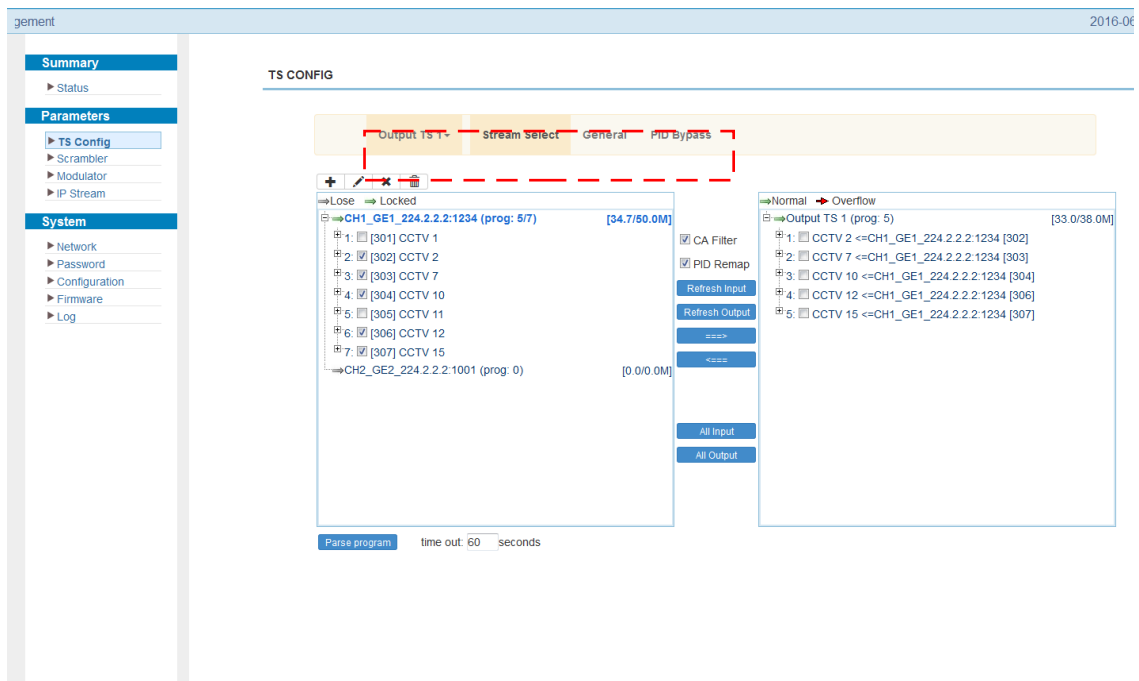 gement 2016-06
Summary
Status
Parameters
TS Config
Scrambler
Modulator
IP Stream
System
Network
Password
Configuration
Firmware
Log
TS CONFIG
Output TS 1 Stream Select General PID Bypass
Lose Locked
CH1_GE1_224.2.2.2:1234 (prog: 5/7) [34.7/50.0M]
1: [301] CCTV 1
2: [302] CCTV 2
3: [303] CCTV 7
4: [304] CCTV 10
5: [305] CCTV 11
6: [306] CCTV 12
7: [307] CCTV 15
CH2_GE2_224.2.2.2:1001 (prog: 0) [0.0/0.0M]
CA Filter
PID Remap
Refresh Input
Refresh Output
===>
<===
All Input
All Output
Normal Overflow
Output TS 1 (prog: 5) [33.0/38.0M]
1: CCTV 2 <=CH1_GE1_224.2.2.2:1234 [302]
2: CCTV 7 <=CH1_GE1_224.2.2.2:1234 [303]
3: CCTV 10 <=CH1_GE1_224.2.2.2:1234 [304]
4: CCTV 12 <=CH1_GE1_224.2.2.2:1234 [306]
5: CCTV 15 <=CH1_GE1_224.2.2.2:1234 [307]
Parse program time out: 60 seconds